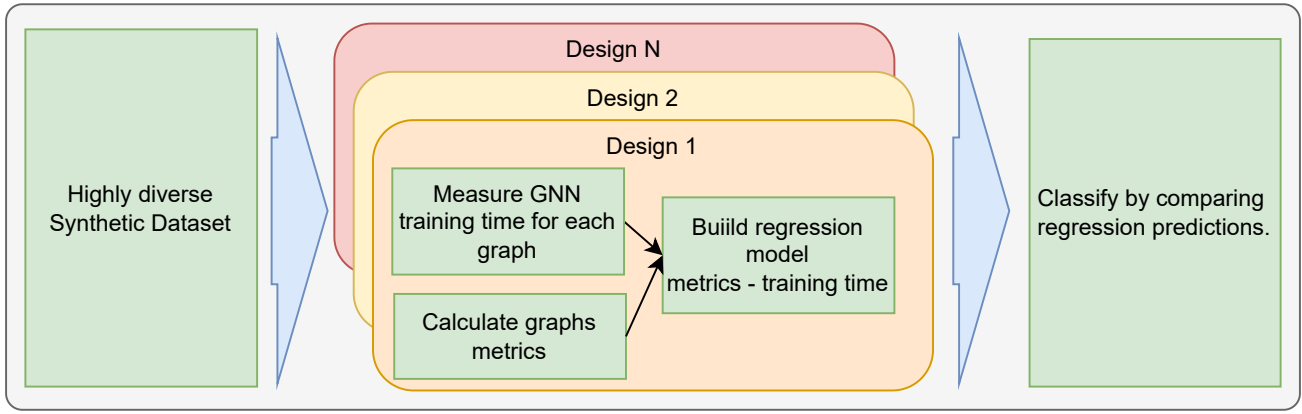 Highly diverse
Synthetic Dataset
Design N
Design 2
Design 1
Measure GNN
training time for each
graph
Calculate graphs
metrics
Buiild regression
model
metrics - training time
Classify by comparing
regression predictions.